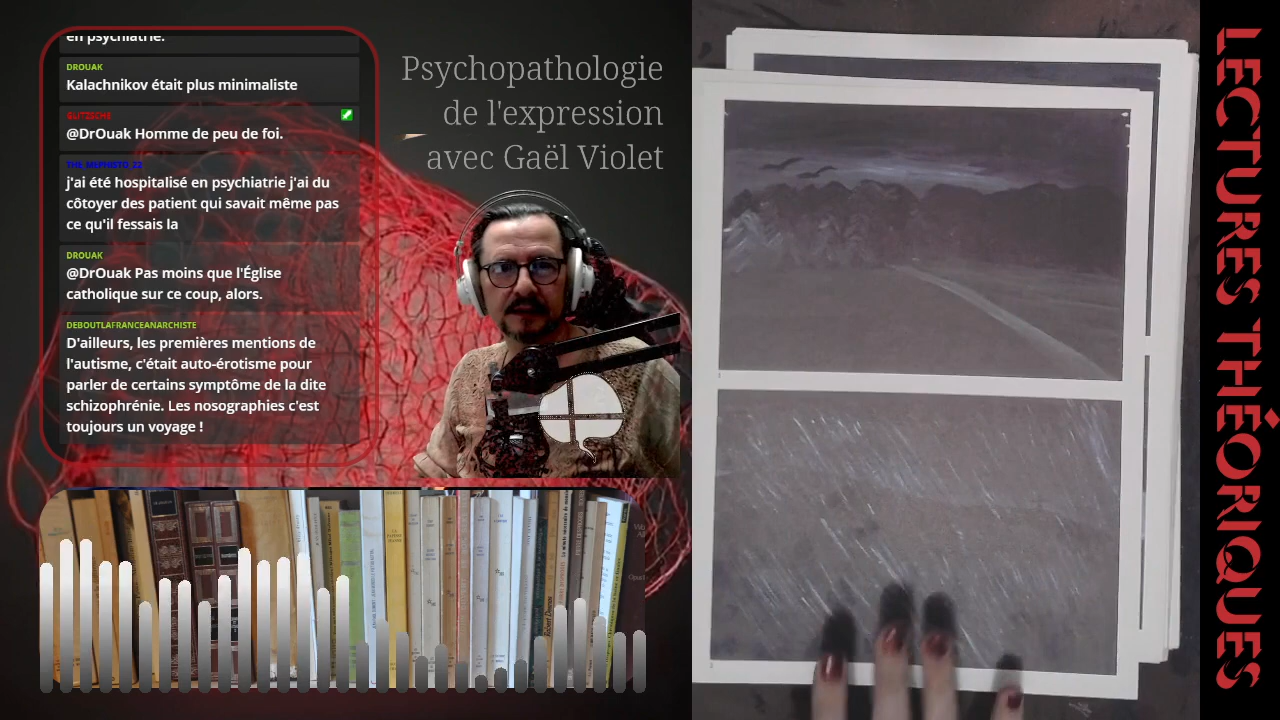 en psychiatrie.
DROUAK
Kalachnikov était plus minimaliste
GLITZSCHE
@DrOuak Homme de peu de foi.
THE_MEPHISTO_22
j'ai été hospitalisé en psychiatrie j'ai du
côtoyer des patient qui savait même pas
ce qu'il fessais la
DROUAK
@DrOuak Pas moins que l'Église
catholique sur ce coup, alors.
DEBOUTLAFRANCEANARCHISTE
D'ailleurs, les premières mentions de
l'autisme, c'était auto-érotisme pour
parler de certains symptôme de la dite
schizophrénie. Les nosographies c'est
toujours un voyage !
Psychopathologie
de l'expression
avec Gaël Violet
LECTURES THÉORIQUES